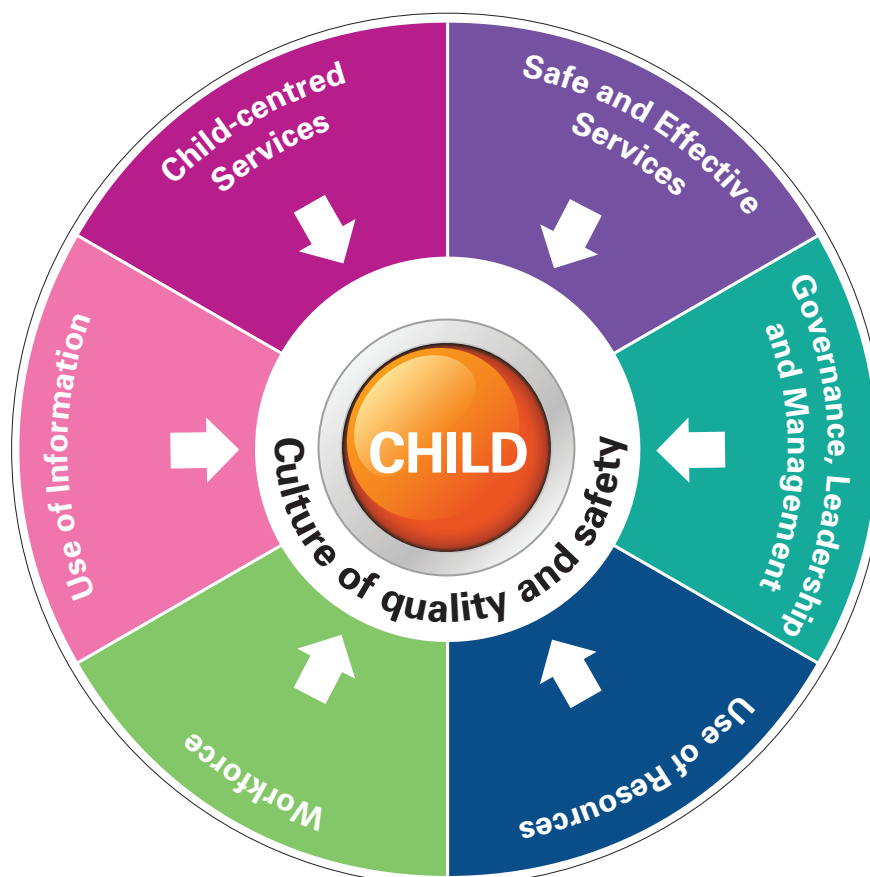 Child-centred
Services
Safe and Effective
Services
Governance, Leadership
and Management
Use of Resources
Workforce
Use of Information
CHILD
Culture of quality and safety